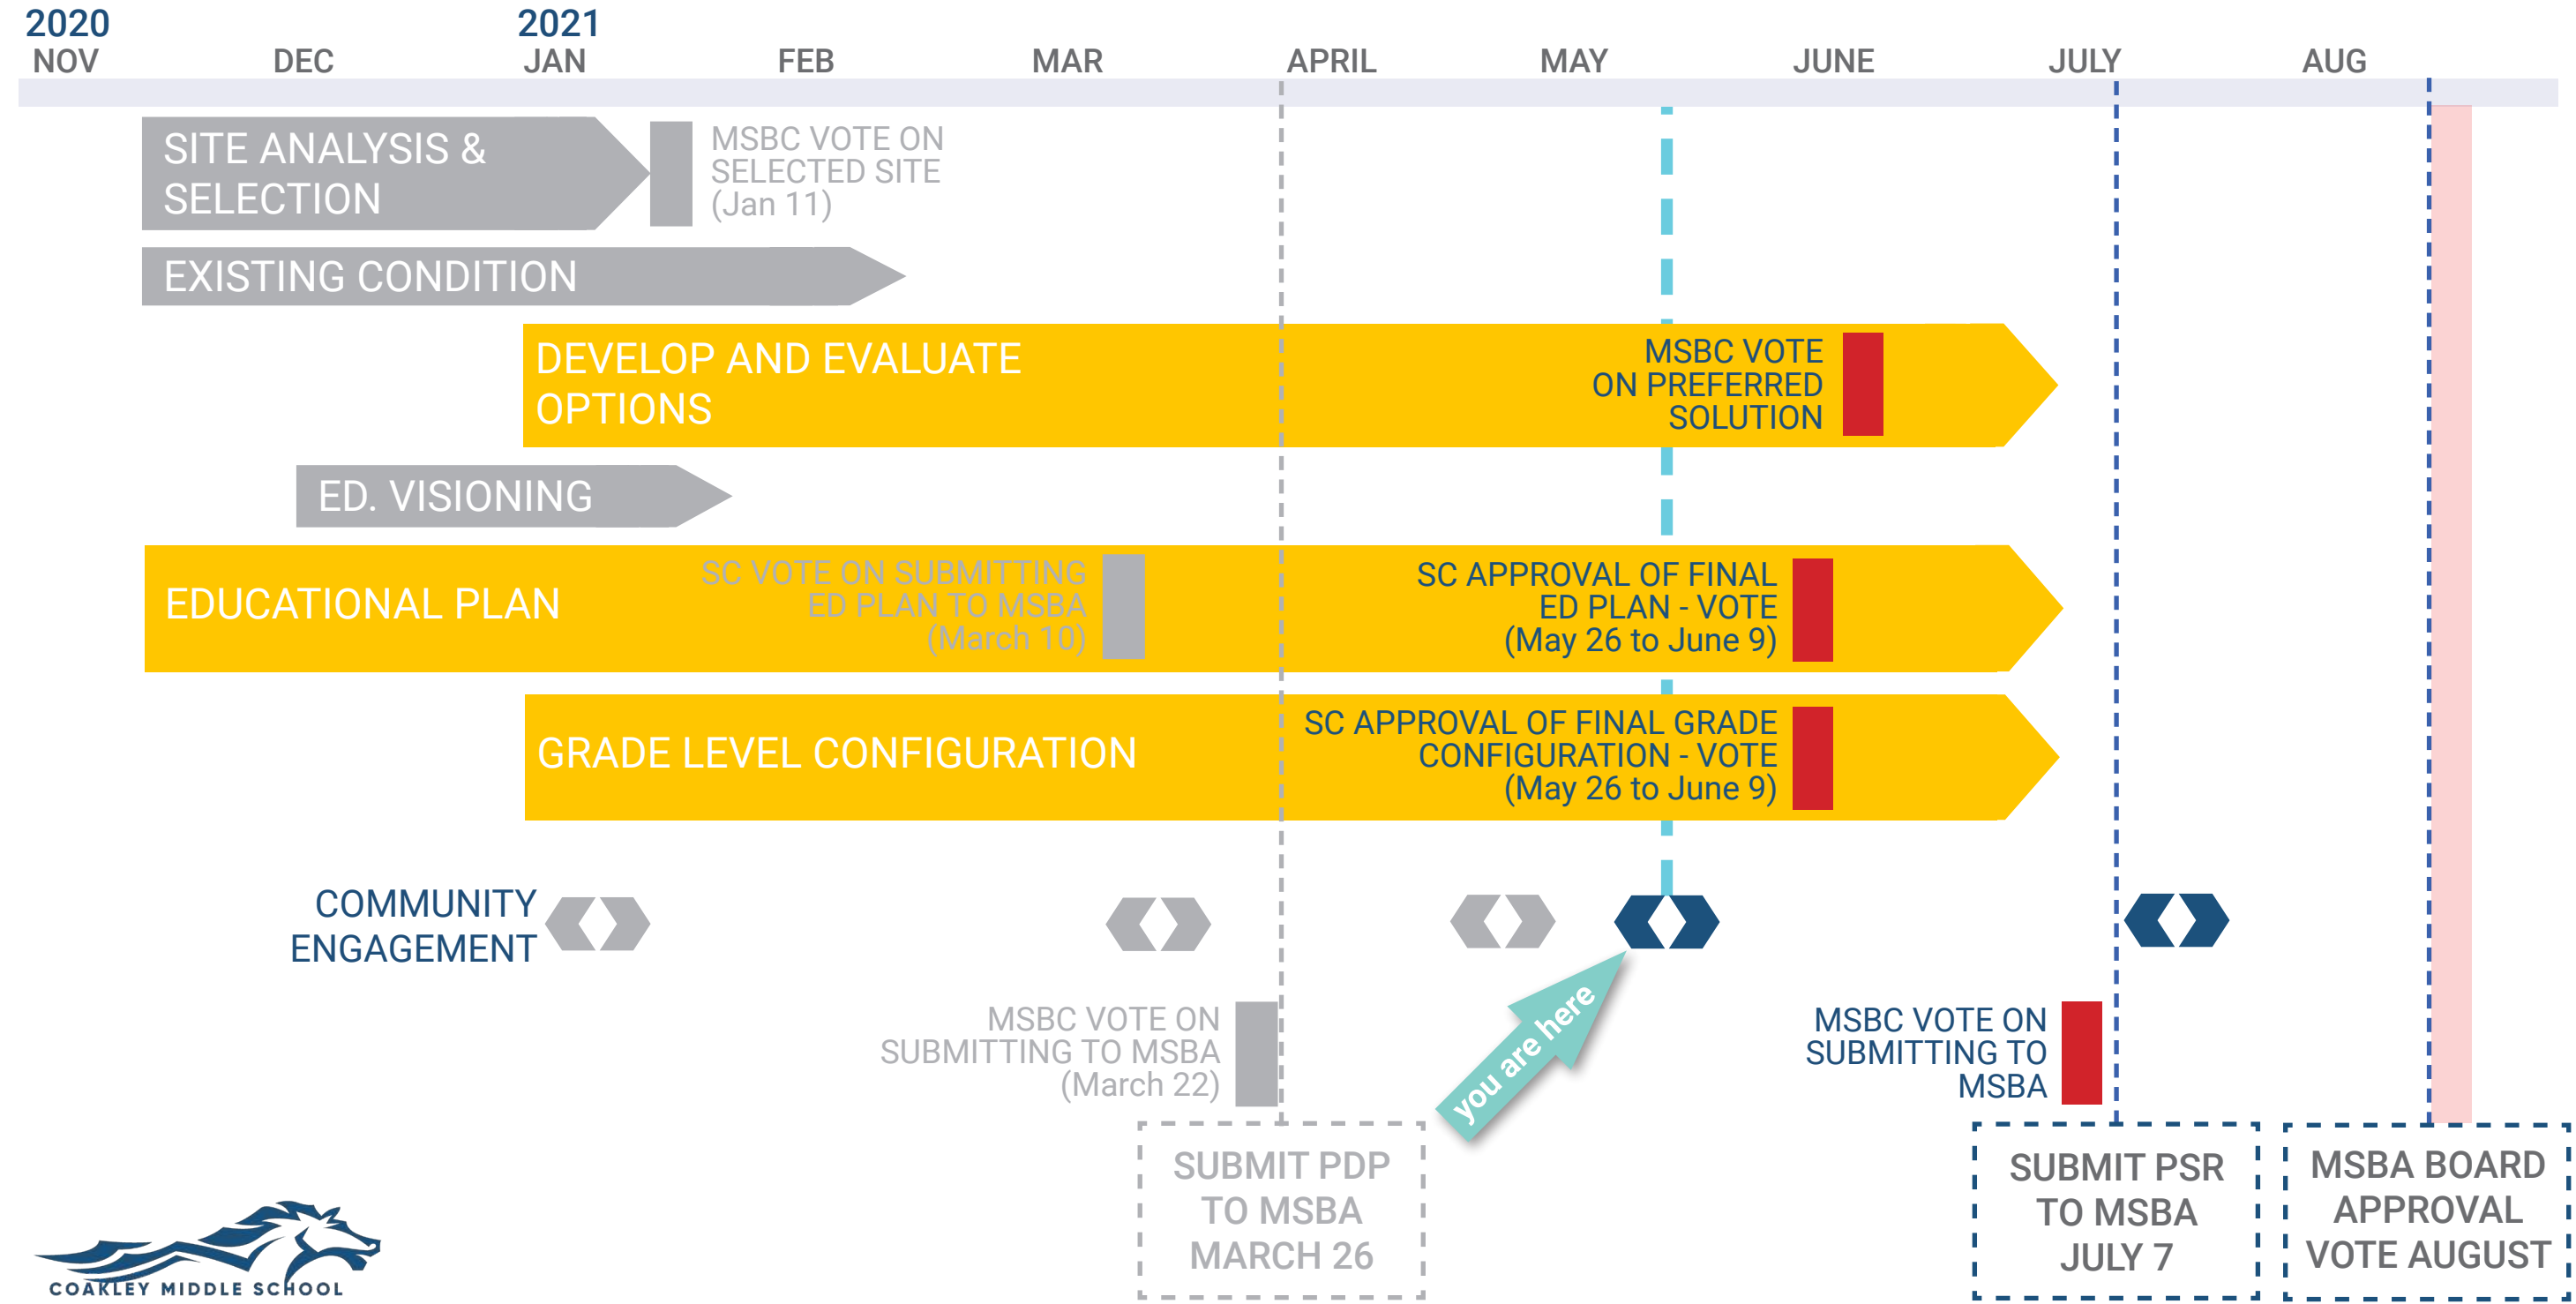 2020
2021
NOV
DEC
JAN
FEB
MAR
APRIL
MAY
JUNE
JULY
AUG
SITE ANALYSIS &
SELECTION
MSBC VOTE ON
SELECTED SITE
(Jan 11)
EXISTING CONDITION
DEVELOP AND EVALUATE
OPTIONS
MSBC VOTE
ON PREFERRED
SOLUTION
ED. VISIONING
EDUCATIONAL PLAN
SC VOTE ON SUBMITTING
ED PLAN TO MSBA
(March 10)
SC APPROVAL OF FINAL
ED PLAN - VOTE
(May 26 to June 9)
GRADE LEVEL CONFIGURATION
SC APPROVAL OF FINAL GRADE
CONFIGURATION - VOTE
(May 26 to June 9)
COMMUNITY
ENGAGEMENT
MSBC VOTE ON
SUBMITTING TO MSBA
(March 22)
you are here
MSBC VOTE ON
SUBMITTING TO
MSBA
SUBMIT PDP
TO MSBA
MARCH 26
SUBMIT PSR
TO MSBA
JULY 7
MSBA BOARD
APPROVAL
VOTE AUGUST
COAKLEY MIDDLE SCHOOL